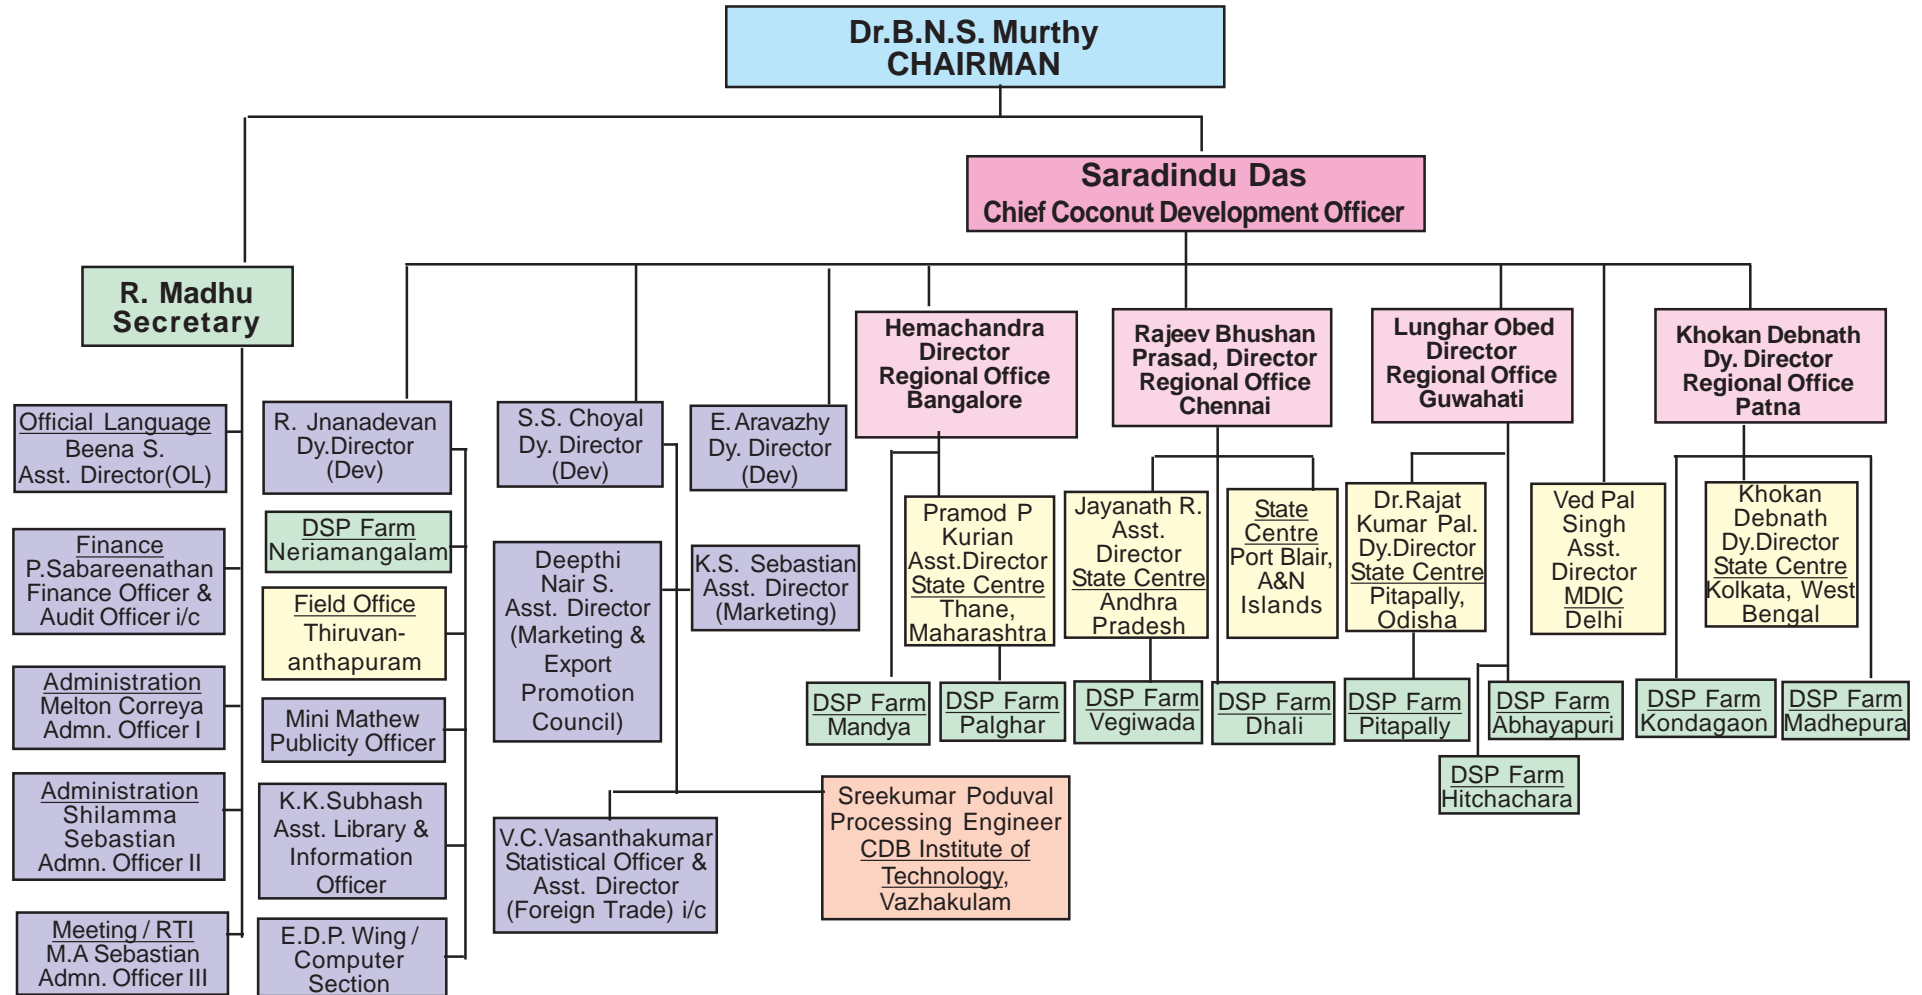 Dr.B.N.S. Murthy
CHAIRMAN
Saradindu Das
Chief Coconut Development Officer
R. Madhu
Secretary
Official Language
Beena S.
Asst. Director(OL)
Finance
P.Sabareenathan
Finance Officer &
Audit Officer i/c
Administration
Melton Correya
Admn. Officer I
Administration
Shilamma
Sebastian
Admn. Officer II
Meeting / RTI
M.A Sebastian
Admn. Officer III
R. Jnanadevan
Dy.Director
(Dev)
DSP Farm
Neriamangalam
Field Office
Thiruvan-
anthapuram
Mini Mathew
Publicity Officer
K.K.Subhash
Asst. Library &
Information
Officer
E.D.P. Wing /
Computer
Section
S.S. Choyal
Dy. Director
(Dev)
Deepthi
Nair S.
Asst. Director
(Marketing &
Export
Promotion
Council)
K.S. Sebastian
Asst. Director
(Marketing)
V.C.Vasanthakumar
Statistical Officer &
Asst. Director
(Foreign Trade) i/c
Sreekumar Poduval
Processing Engineer
CDB Institute of
Technology,
Vazhakulam
E. Aravazhy
Dy. Director
(Dev)
Hemachandra
Director
Regional Office
Bangalore
Pramod P
Kurian
Asst.Director
State Centre
Thane,
Maharashtra
DSP Farm
Mandya
DSP Farm
Palghar
Rajeev Bhushan
Prasad, Director
Regional Office
Chennai
Jayanath R.
Asst.
Director
State Centre
Andhra
Pradesh
State
Centre
Port Blair,
A&N
Islands
DSP Farm
Vegiwada
DSP Farm
Dhali
Lunghar Obed
Director
Regional Office
Guwahati
Dr.Rajat
Kumar Pal.
Dy.Director
State Centre
Pitapally,
Odisha
DSP Farm
Pitapally
DSP Farm
Abhayapuri
DSP Farm
Hitchachara
Ved Pal
Singh
Asst.
Director
MDIC
Delhi
Khokan Debnath
Dy. Director
Regional Office
Patna
Khokan
Debnath
Dy.Director
State Centre
Kolkata, West
Bengal
DSP Farm
Kondagaon
DSP Farm
Madhepura